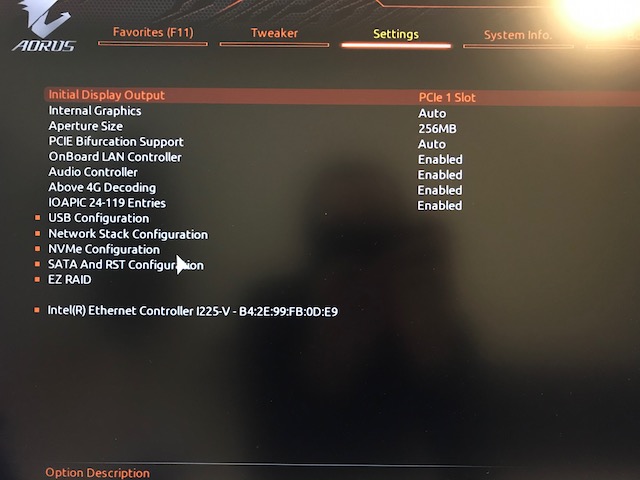 AORUS
Favorites (F11) Tweaker Settings System Info.
Initial Display Output PCIe 1 Slot
Internal Graphics Auto
Aperture Size 256MB
PCIE Bifurcation Support Auto
OnBoard LAN Controller Enabled
Audio Controller Enabled
Above 4G Decoding Enabled
IOAPIC 24-119 Entries Enabled
USB Configuration
Network Stack Configuration
NVMe Configuration
SATA And RST Configuration
EZ RAID
Intel(R) Ethernet Controller I225-V - B4:2E:99:FB:0D:E9
Option Description